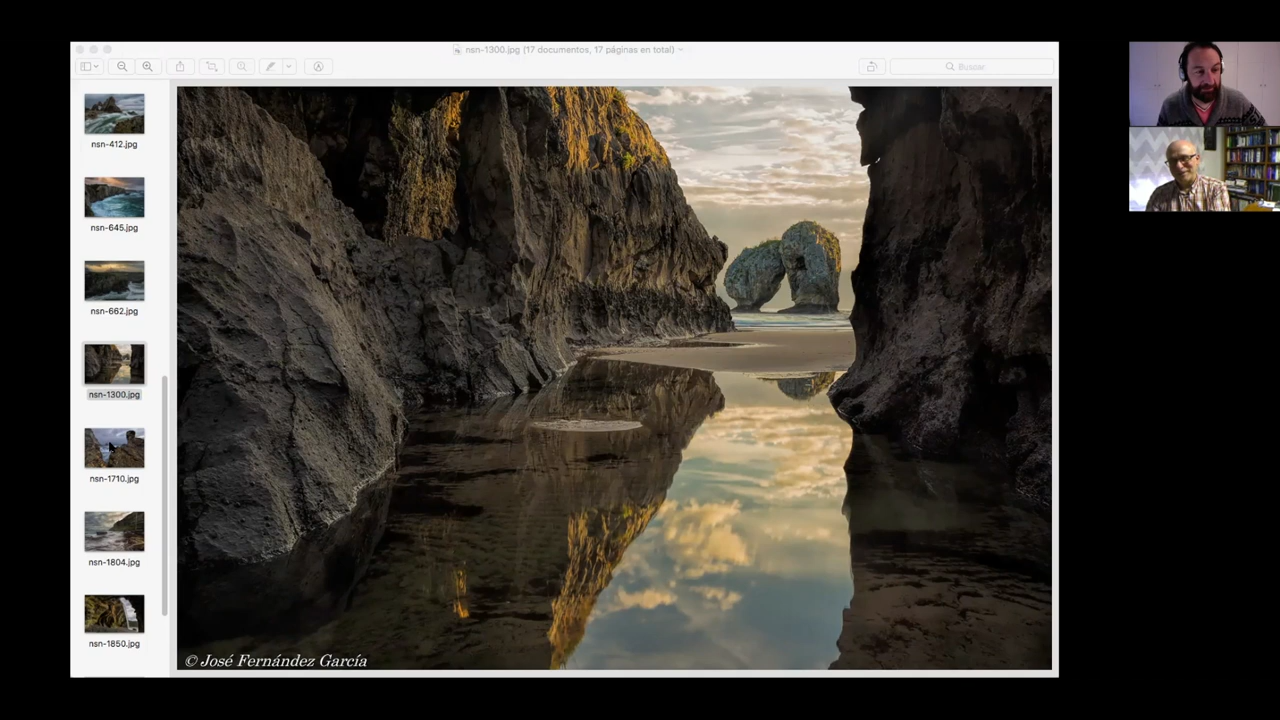 nsn-1300.jpg (17 documentos, 17 páginas en total)
Buscar
nsn-412.jpg
nsn-645.jpg
nsn-662.jpg
nsn-1300.jpg
nsn-1710.jpg
nsn-1804.jpg
nsn-1850.jpg
© José Fernández García